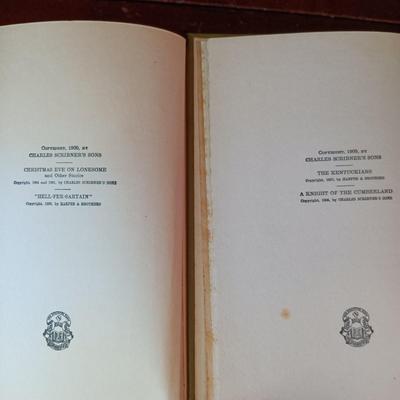 Copyright, 1909, by
CHARLES SCRIBNER'S SONS
CHRISTMAS EVE ON LONESOME
and Other Stories
Copyright, 1904 and 1901, by CHARLES SCRIBNER'S SONS
"HELL-FER-SARTAIN"
Copyright, 1897, by HARPER & BROTHERS
Copyright, 1909, by
CHARLES SCRIBNER'S SONS
THE KENTUCKIANS
Copyright, 1897, by HARPER & BROTHERS
A KNIGHT OF THE CUMBERLAND
Copyright, 1906, by CHARLES SCRIBNER'S SONS